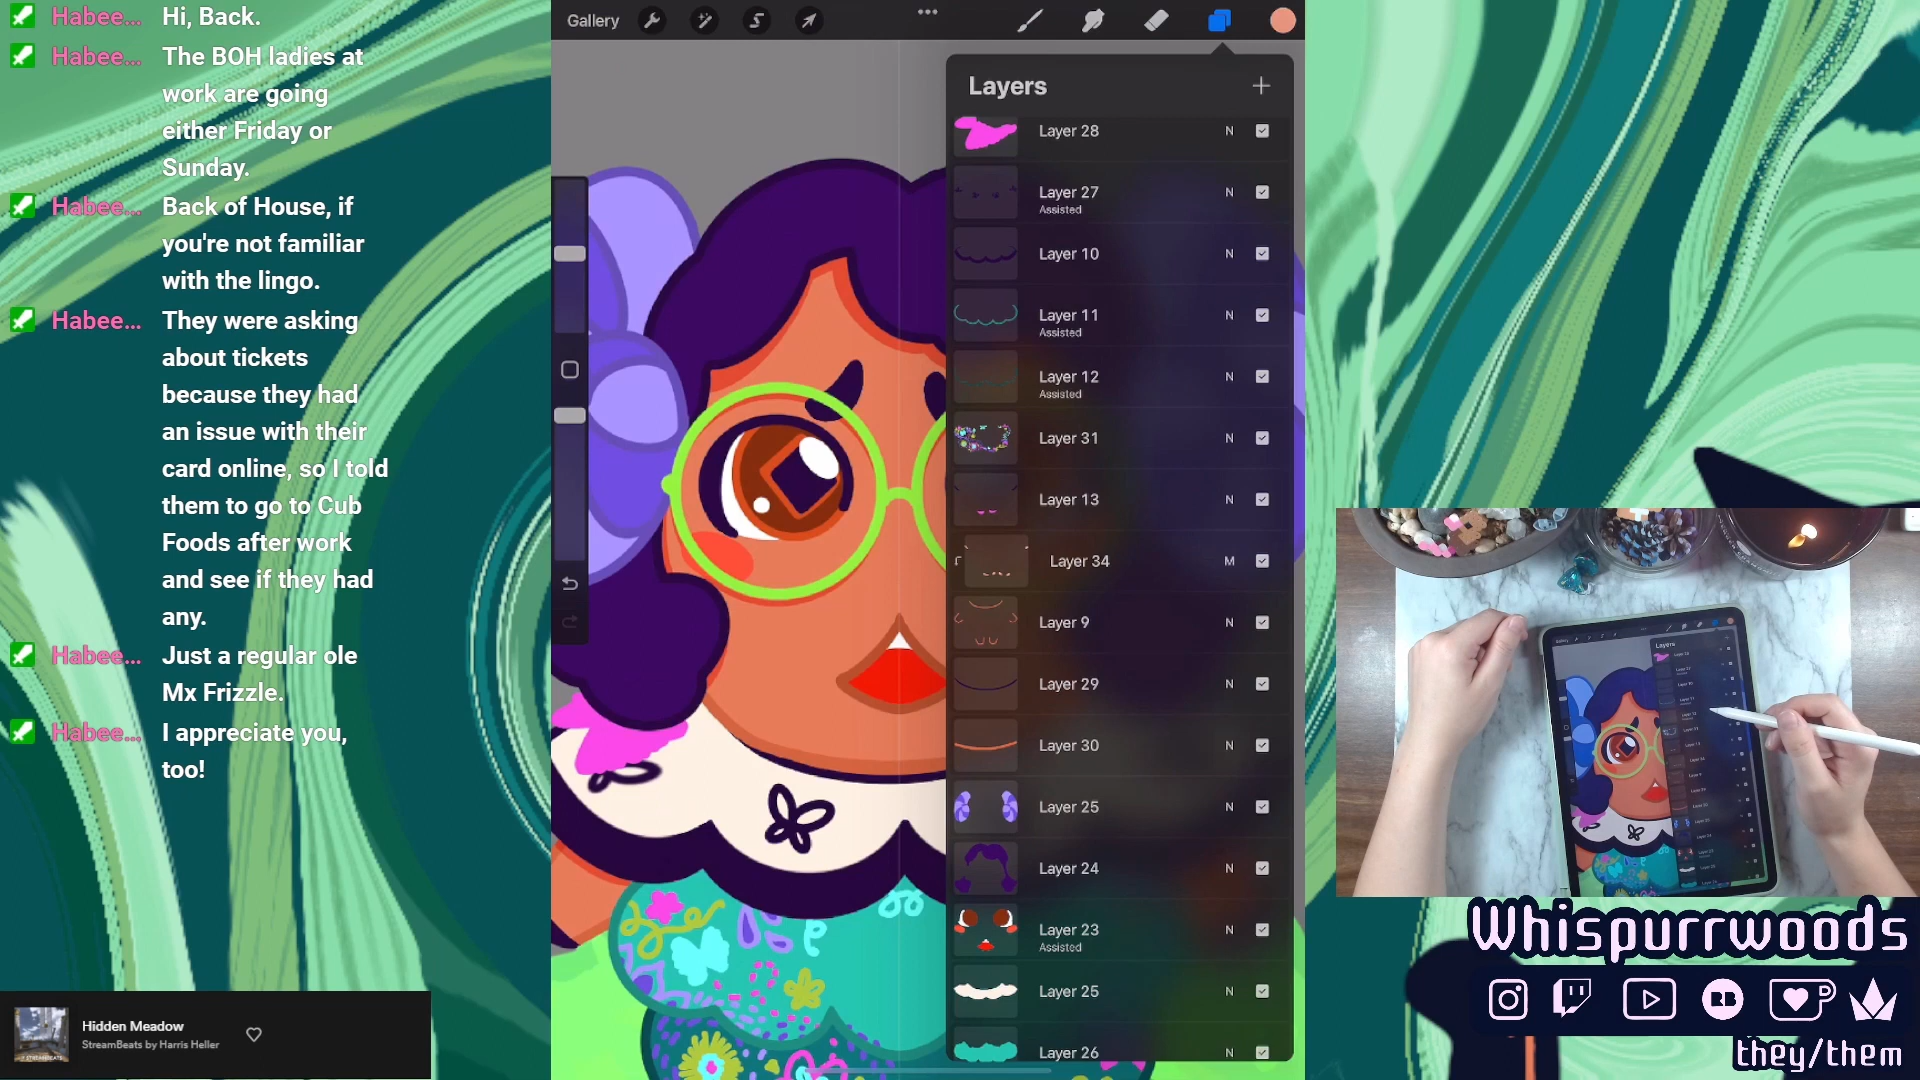 Habee... Hi, Back.
Habee... The BOH ladies at
work are going
either Friday or
Sunday.
Habee... Back of House, if
you're not familiar
with the lingo.
Habee... They were asking
about tickets
because they had
an issue with their
card online, so I told
them to go to Cub
Foods after work
and see if they had
any.
Habee... Just a regular ole
Mx Frizzle.
Habee... I appreciate you,
too!
Hidden Meadow
StreamBeats by Harris Heller
Gallery
Layers
Layer 28 N
Layer 27 N
Assisted
Layer 10 N
Layer 11 N
Assisted
Layer 12 N
Assisted
Layer 31 N
Layer 13 N
Layer 34 M
Layer 9 N
Layer 29 N
Layer 30 N
Layer 25 N
Layer 24 N
Layer 23 N
Assisted
Layer 25 N
Layer 26 N
Whispurrwoods
RB
they/them